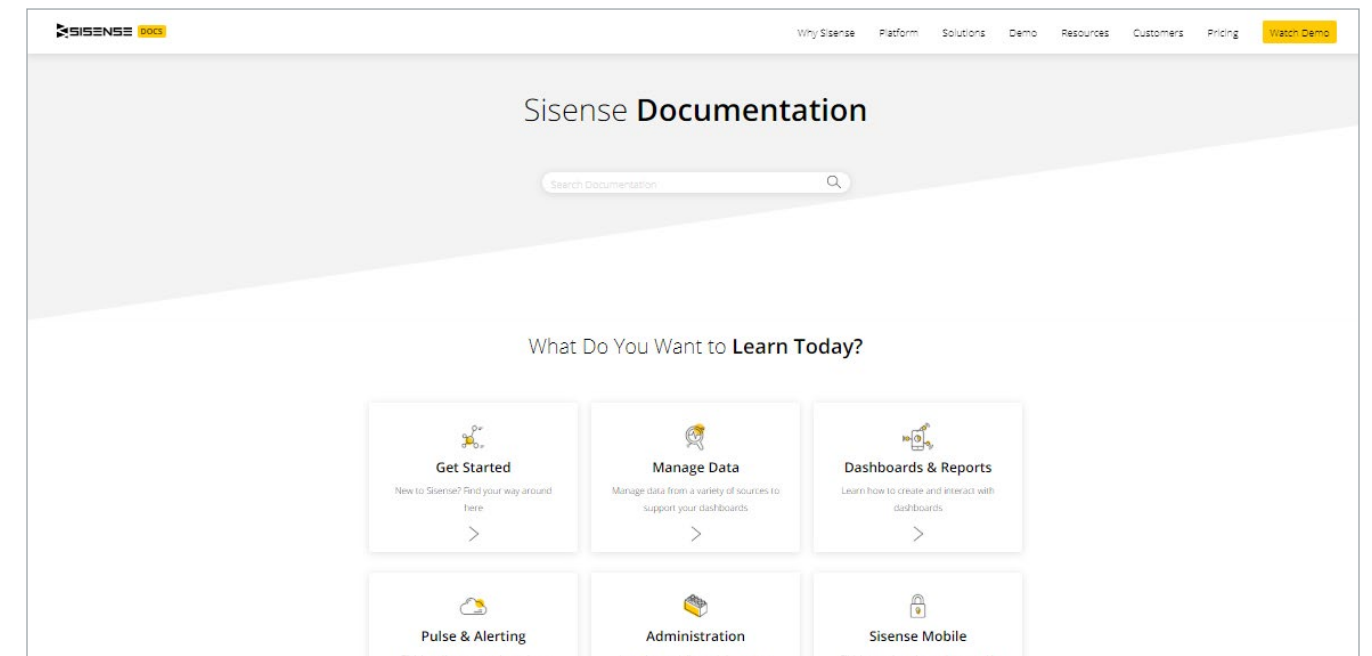 SISENSE DOCS
Why Sisense Platform Solutions Demo Resources Customers Pricing Watch Demo
Sisense Documentation
Search Documentation
What Do You Want to Learn Today?
Get Started
New to Sisense? Find your way around
here
Manage Data
Manage data from a variety of sources to
support your dashboards
Dashboards & Reports
Learn how to create and interact with
dashboards
Pulse & Alerting
Administration
Sisense Mobile